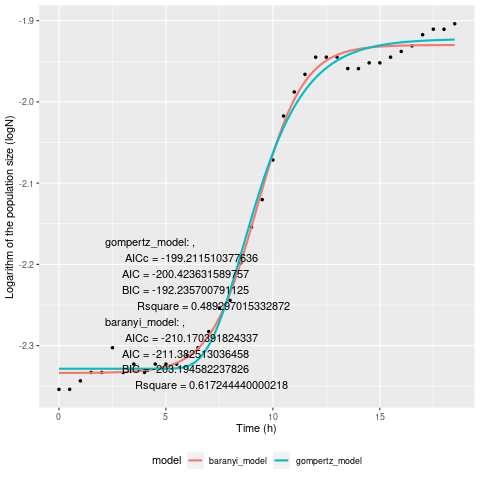 -1.9
-2.0
-2.1
-2.2
-2.3
Logarithm of the population size (logN)
gompertz_model: ,
AICc = -199.211510377636
AIC = -200.423631589757
BIC = -192.235700791125
Rsquare = 0.489297015332872
baranyi_model: ,
AICc = -210.170391824337
AIC = -211.382513036458
BIC = -203.194582237826
Rsquare = 0.617244440000218
0 5 10 15
Time (h)
model baranyi_model gompertz_model